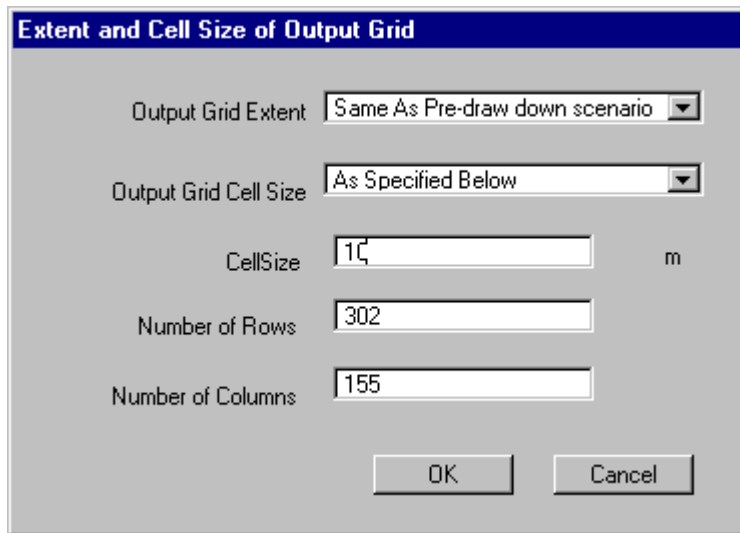 Extent and Cell Size of Output Grid
Output Grid Extent Same As Pre-draw down scenario
Output Grid Cell Size As Specified Below
CellSize 10 m
Number of Rows 302
Number of Columns 155
OK Cancel